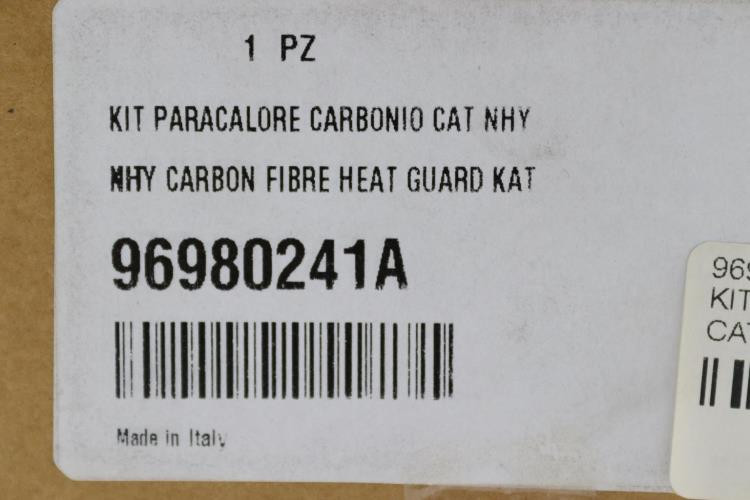 1 PZ
KIT PARACALORE CARBONIO CAT NHY
NHY CARBON FIBRE HEAT GUARD KAT
96980241A
Made in Italy
969
KIT
CAT